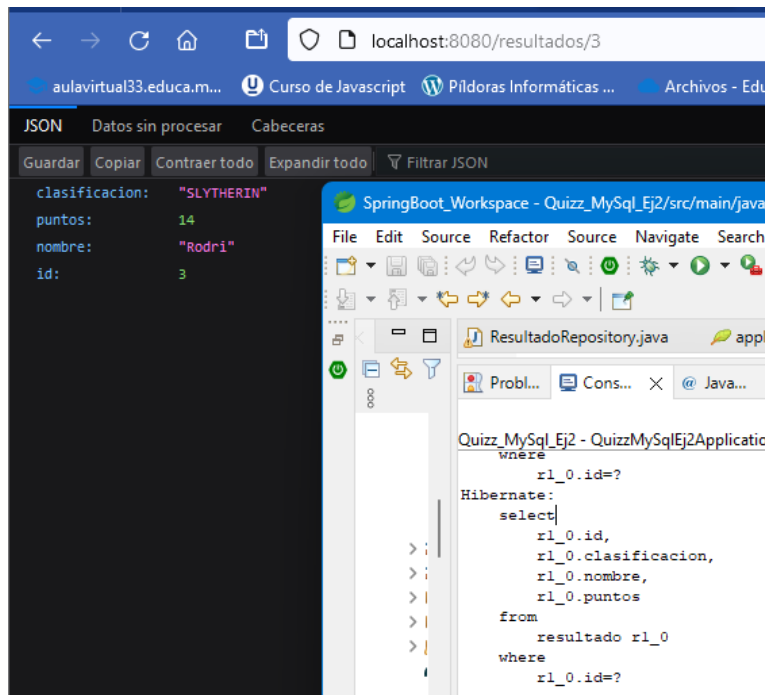 localhost:8080/resultados/3
aulavirtual33.educa.m... Curso de Javascript Píldoras Informáticas ... Archivos - Edu
JSON Datos sin procesar Cabeceras
Guardar Copiar Contraer todo Expandir todo Filtrar JSON
clasificacion: "SLYTHERIN"
puntos: 14
nombre: "Rodri"
id: 3
SpringBoot_Workspace - Quizz_MySql_Ej2/src/main/java
File Edit Source Refactor Source Navigate Search
ResultadoRepository.java appl
Probl... Cons... @ Java...
Quizz_MySql_Ej2 - QuizzMySqlEj2Applicatio
where
r1_0.id=?
Hibernate:
select
r1_0.id,
r1_0.clasificacion,
r1_0.nombre,
r1_0.puntos
from
resultado r1_0
where
r1_0.id=?